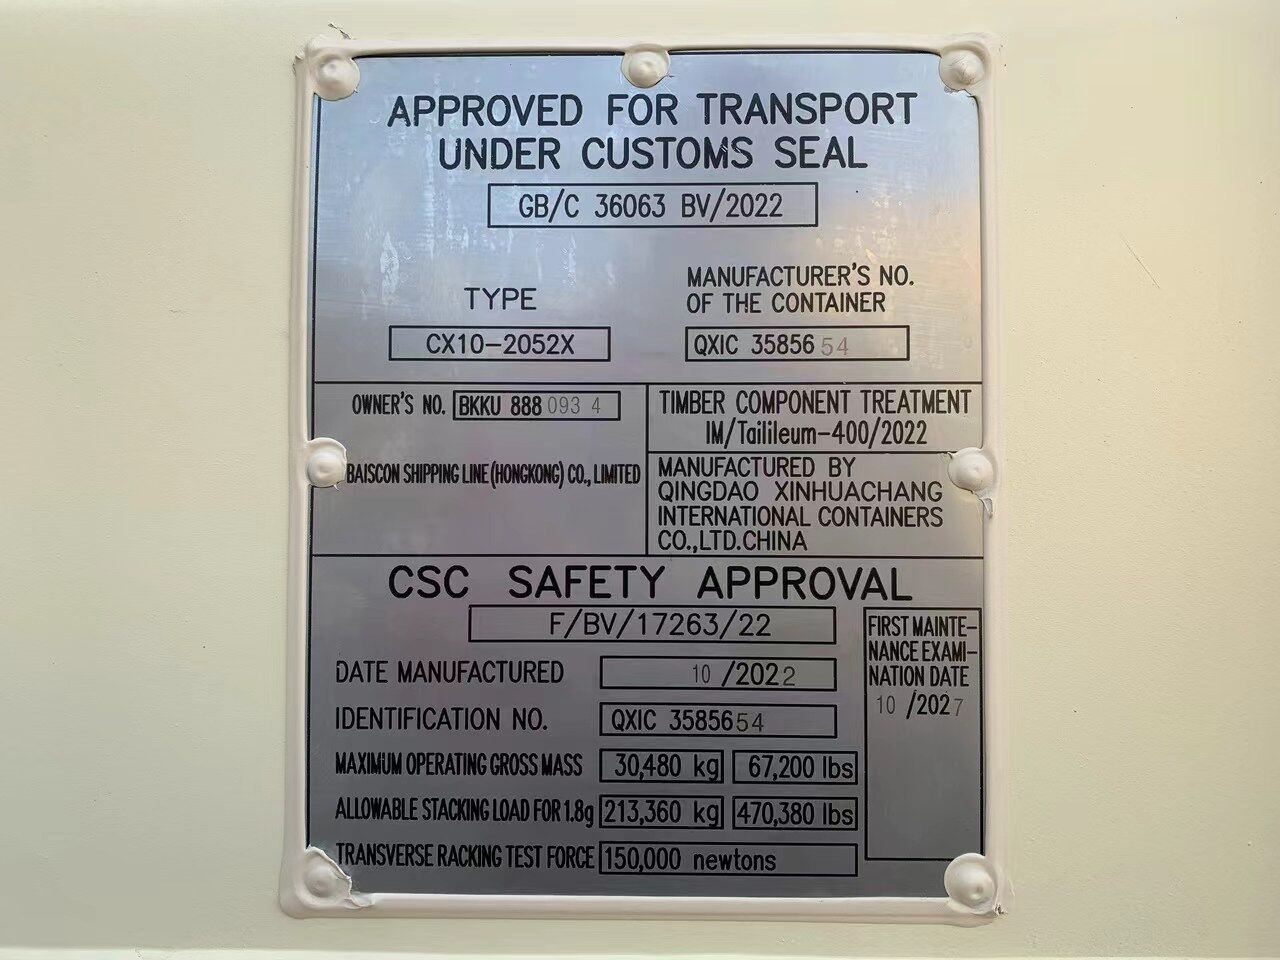 APPROVED FOR TRANSPORT
UNDER CUSTOMS SEAL
GB/C 36063 BV/2022
TYPE
CX10-2052X
MANUFACTURER'S NO.
OF THE CONTAINER
QXIC 3585654
OWNER'S NO. BKKU 888093 4
BAISCON SHIPPING LINE(HONGKONG) CO., LIMITED
TIMBER COMPONENT TREATMENT
IM/Tailileum-400/2022
MANUFACTURED BY
QINGDAO XINHUACHANG
INTERNATIONAL CONTAINERS
CO.,LTD.CHINA
CSC SAFETY APPROVAL
F/BV/17263/22
DATE MANUFACTURED 10 /2022
IDENTIFICATION NO. QXIC 3585654
MAXIMUM OPERATING GROSS MASS 30,480 kg 67,200 lbs
ALLOWABLE STACKING LOAD FOR 1.8g 213,360 kg 470,380 lbs
TRANSVERSE RACKING TEST FORCE 150,000 newtons
FIRST MAINTE-
NANCE EXAMI-
NATION DATE
10 /2027